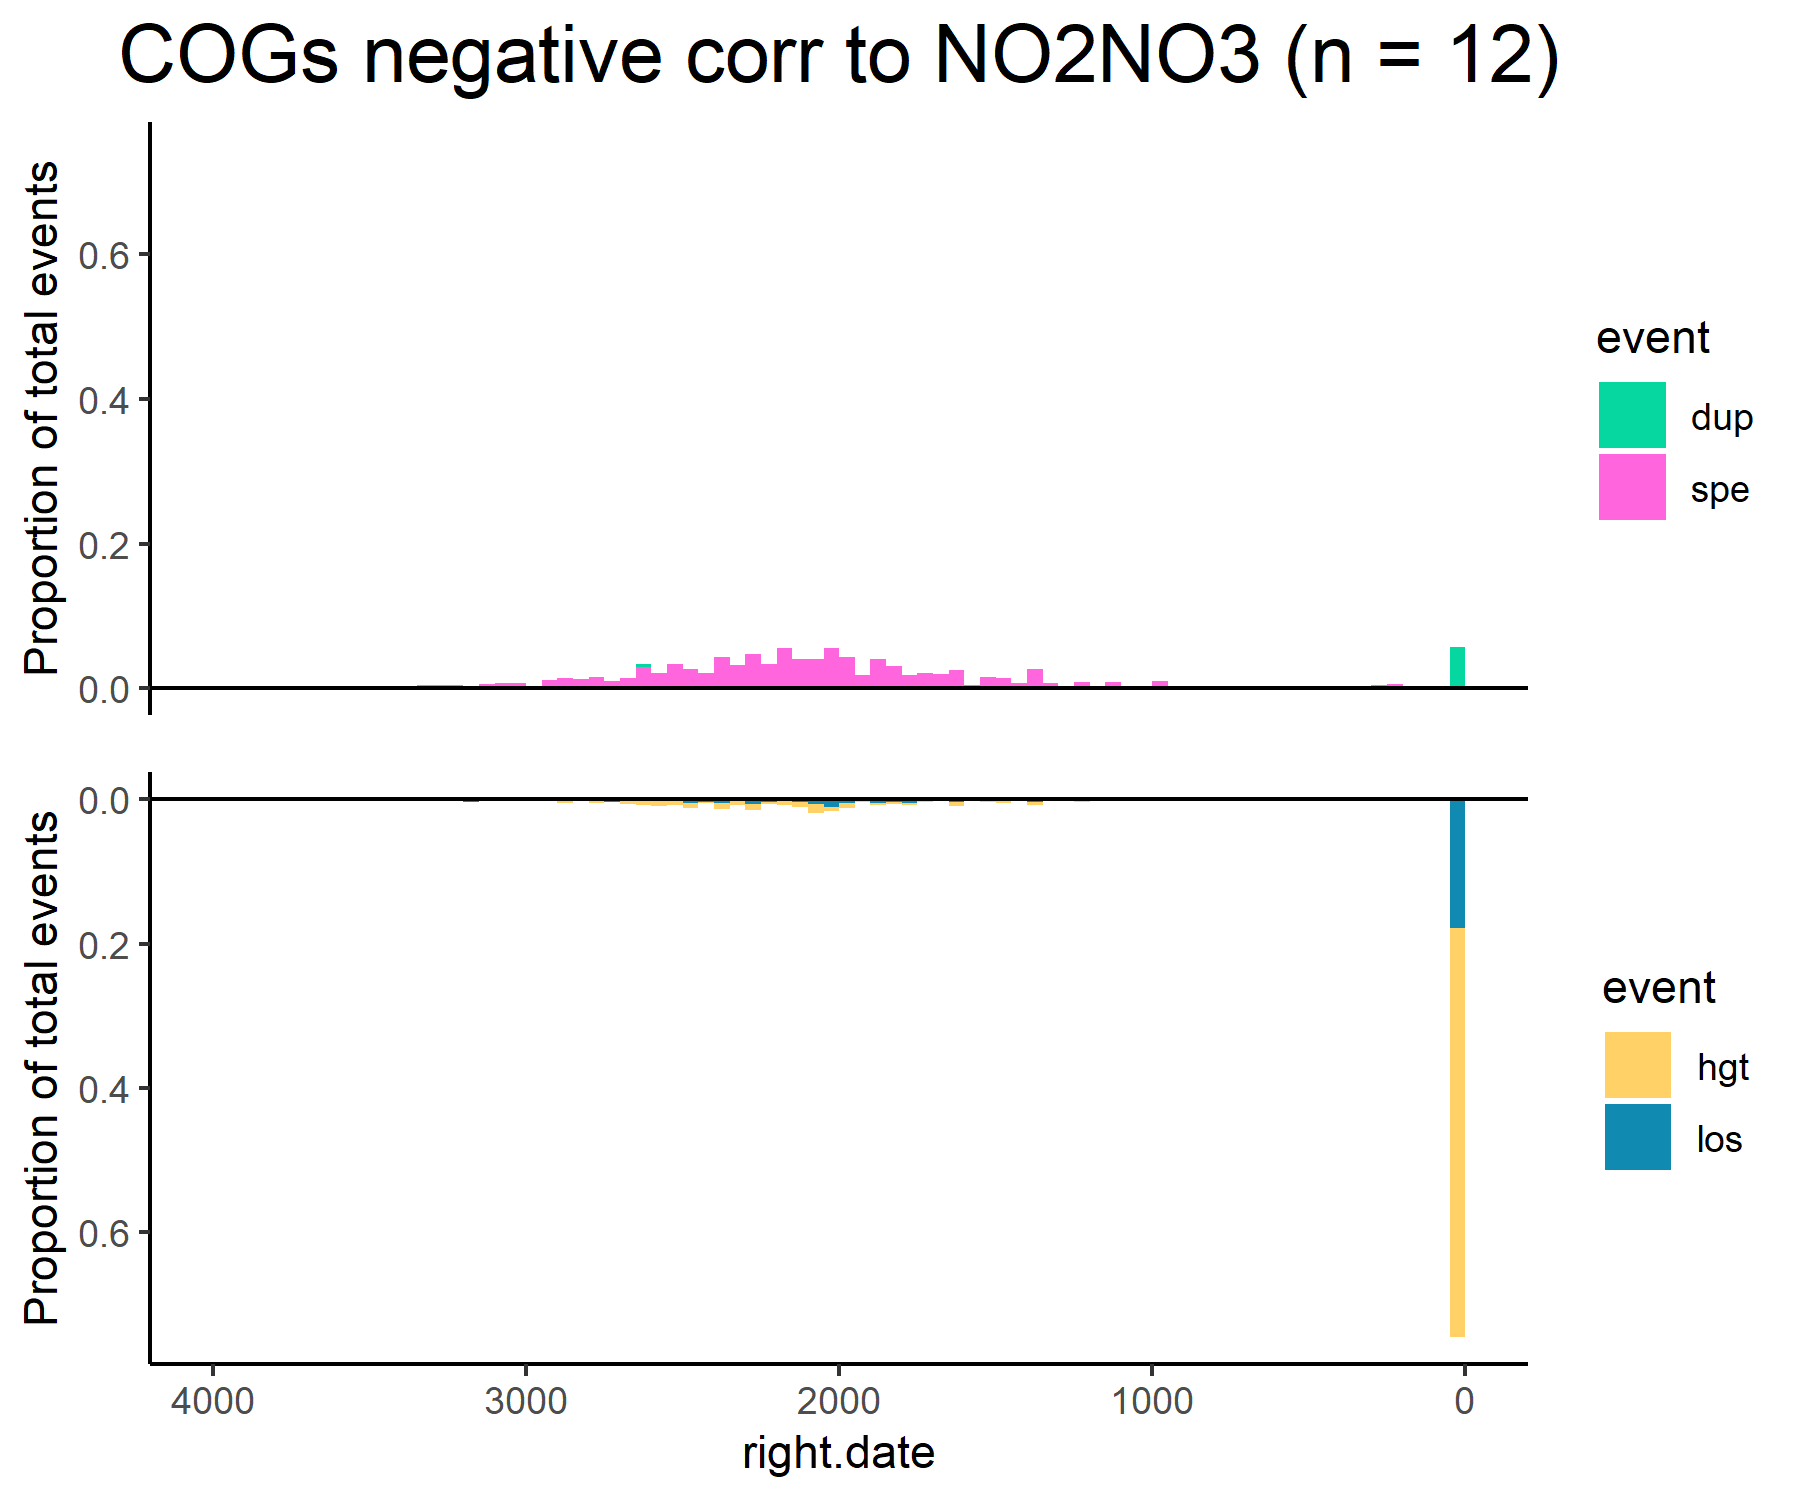 COGs negative corr to NO2NO3 (n = 12)
Proportion of total events
0.6
0.4
0.2
0.0
event
dup
spe
Proportion of total events
0.0
0.2
0.4
0.6
event
hgt
los
4000
3000
2000
1000
0
right.date